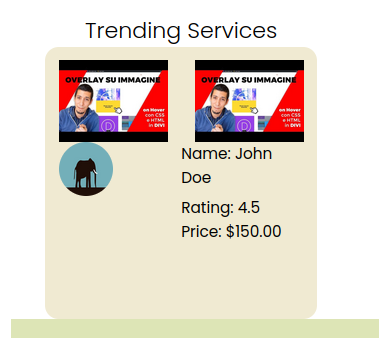 Trending Services
OVERLAY SU IMMAGINE
on Hover
con CSS
e HTML
in DIVI
D
OVERLAY SU IMMAGINE
on Hover
con CSS
e HTML
in DIVI
D
Name: John
Doe
Rating: 4.5
Price: $150.00